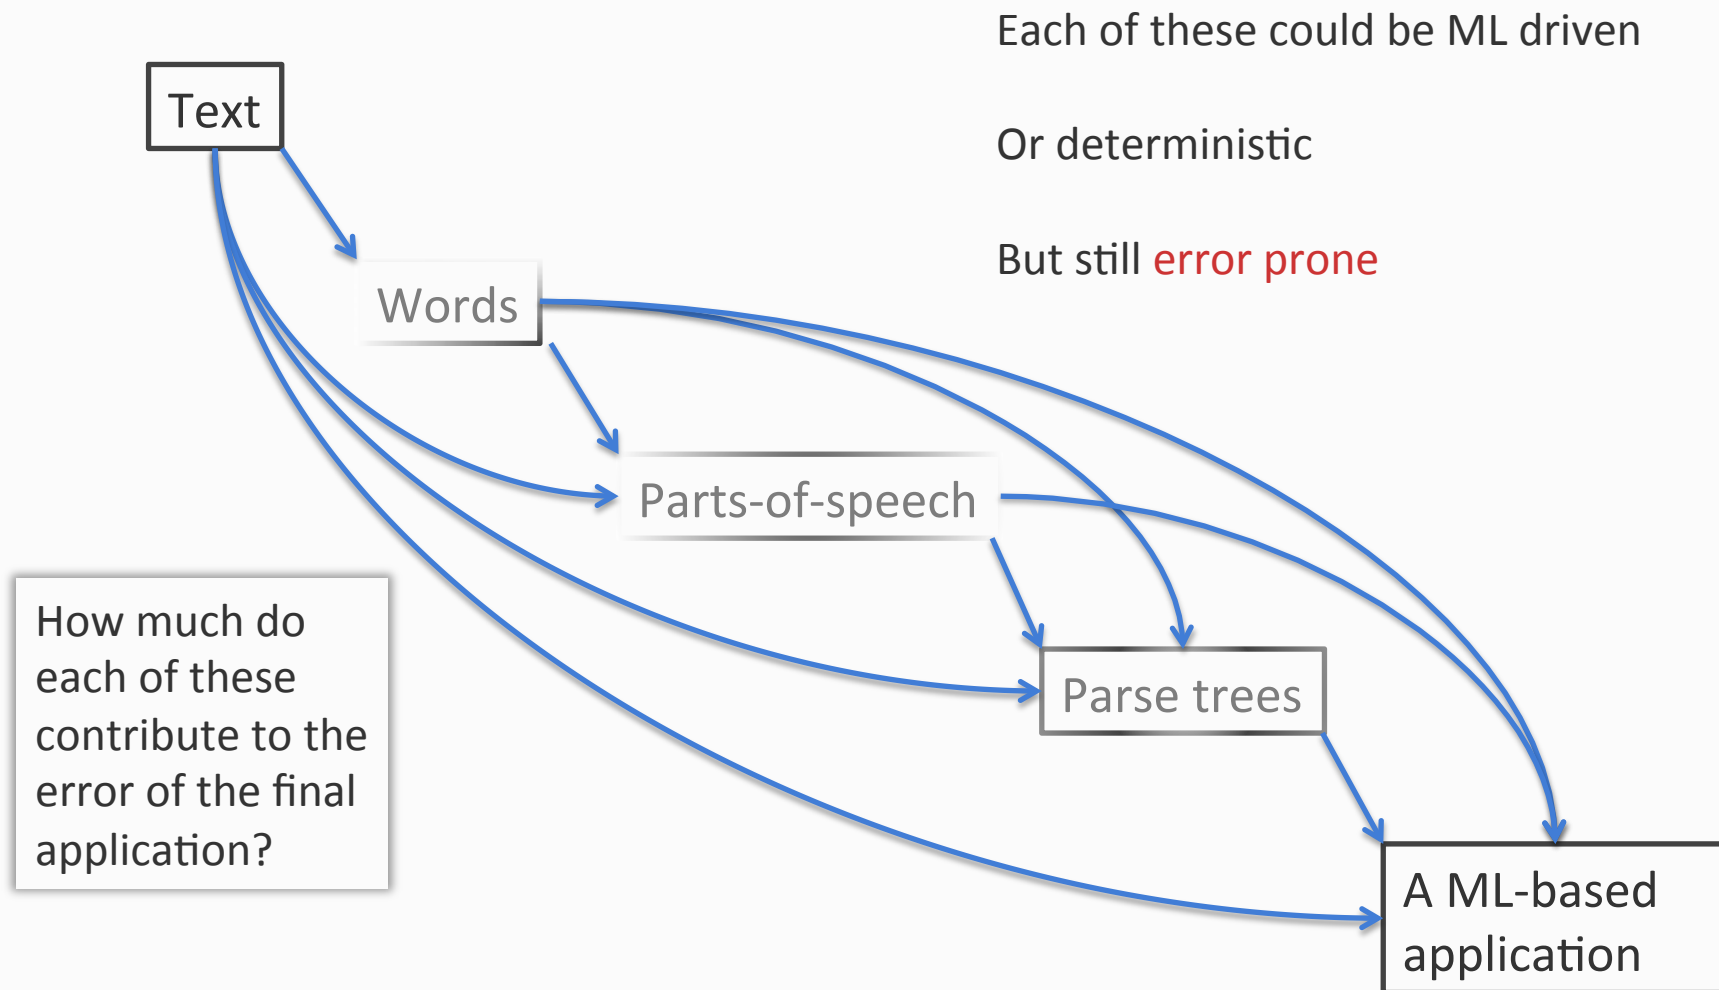 Each of these could be ML driven
Text
Or deterministic
But still error prone
Words
Parts-of-speech
How much do
each of these
contribute to the
error of the final
application?
Parse trees
A ML-based
application